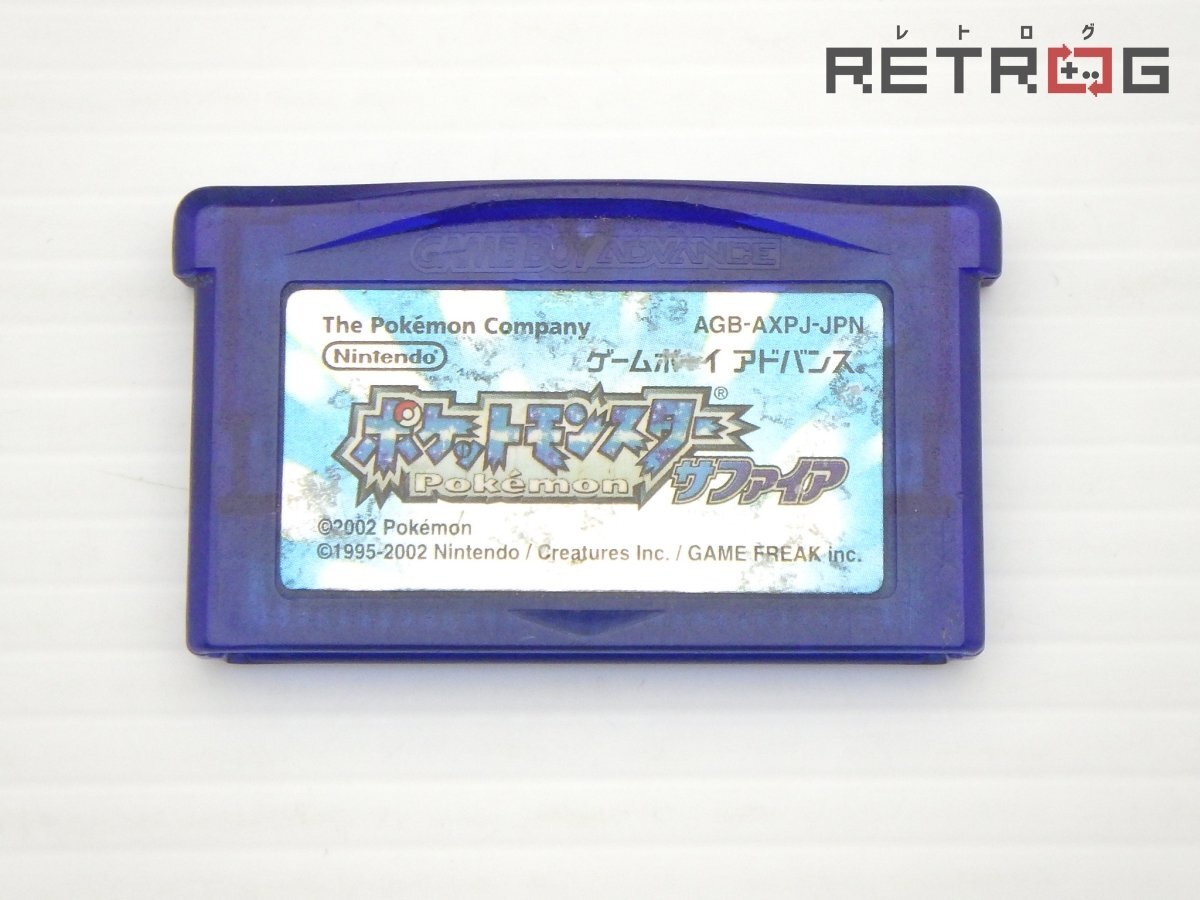 レトログ
RETROG
GAME BOY ADVANCE
The Pokémon Company AGB-AXPJ-JPN
Nintendo® ゲームボーイ アドバンス®
ポケットモンスター®
Pokémon サファイア
©2002 Pokémon
©1995-2002 Nintendo / Creatures Inc. / GAME FREAK inc.